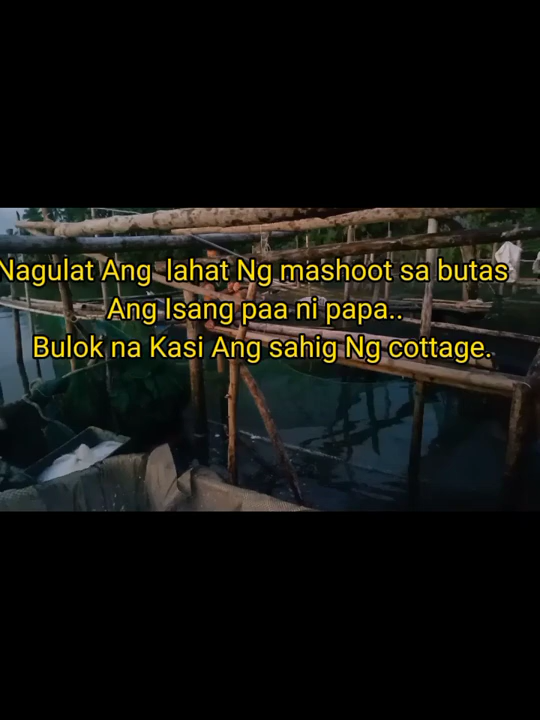 Nagulat Ang lahat Ng mashoot sa butas
Ang Isang paa ni papa..
Bulok na Kasi Ang sahig Ng cottage.